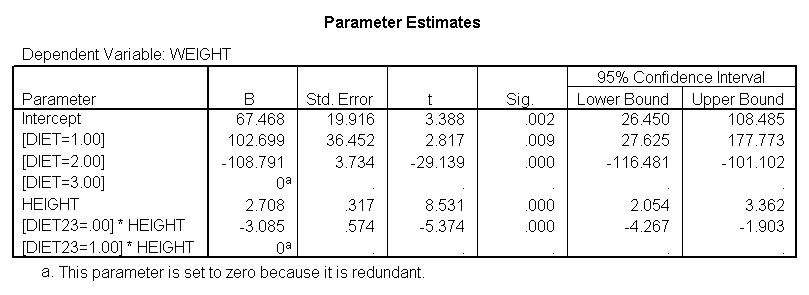 Parameter Estimates
Dependent Variable: WEIGHT
95% Confidence Interval
Parameter B Std. Error t Sig. Lower Bound Upper Bound
Intercept 67.468 19.916 3.388 .002 26.450 108.485
[DIET=1.00] 102.699 36.452 2.817 .009 27.625 177.773
[DIET=2.00] -108.791 3.734 -29.139 .000 -116.481 -101.102
[DIET=3.00] 0a . . . . .
HEIGHT 2.708 .317 8.531 .000 2.054 3.362
[DIET23=.00] * HEIGHT -3.085 .574 -5.374 .000 -4.267 -1.903
[DIET23=1.00] * HEIGHT 0a . . . . .
a. This parameter is set to zero because it is redundant.